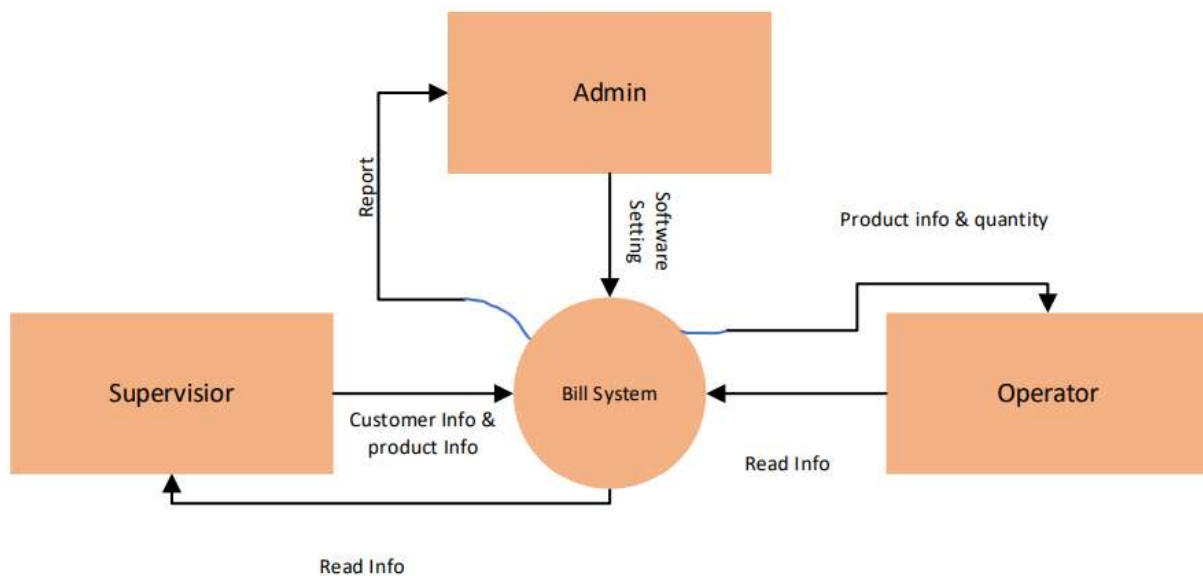 Admin
Report
Software
Setting
Product info & quantity
Supervisior
Bill System
Operator
Customer Info &
product Info
Read Info
Read Info